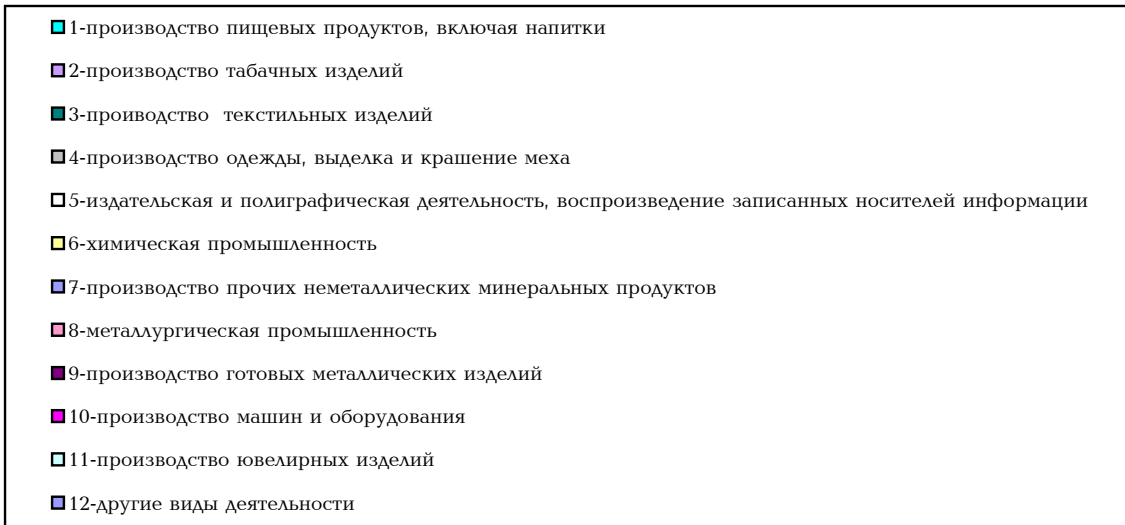 1-производство пищевых продуктов, включая напитки
2-производство табачных изделий
3-проиводство текстильных изделий
4-производство одежды, выделка и крашение меха
5-издательская и полиграфическая деятельность, воспроизведение записанных носителей информации
6-химическая промышленность
7-производство прочих неметаллических минеральных продуктов
8-металлургическая промышленность
9-производство готовых металлических изделий
10-производство машин и оборудования
11-производство ювелирных изделий
12-другие виды деятельности